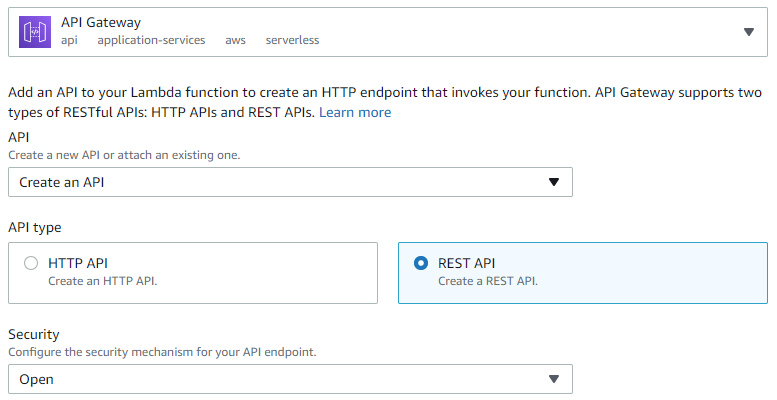 API Gateway
api application-services aws serverless
Add an API to your Lambda function to create an HTTP endpoint that invokes your function. API Gateway supports two
types of RESTful APIs: HTTP APIs and REST APIs. Learn more
API
Create a new API or attach an existing one.
Create an API
API type
HTTP API
Create an HTTP API.
REST API
Create a REST API.
Security
Configure the security mechanism for your API endpoint.
Open